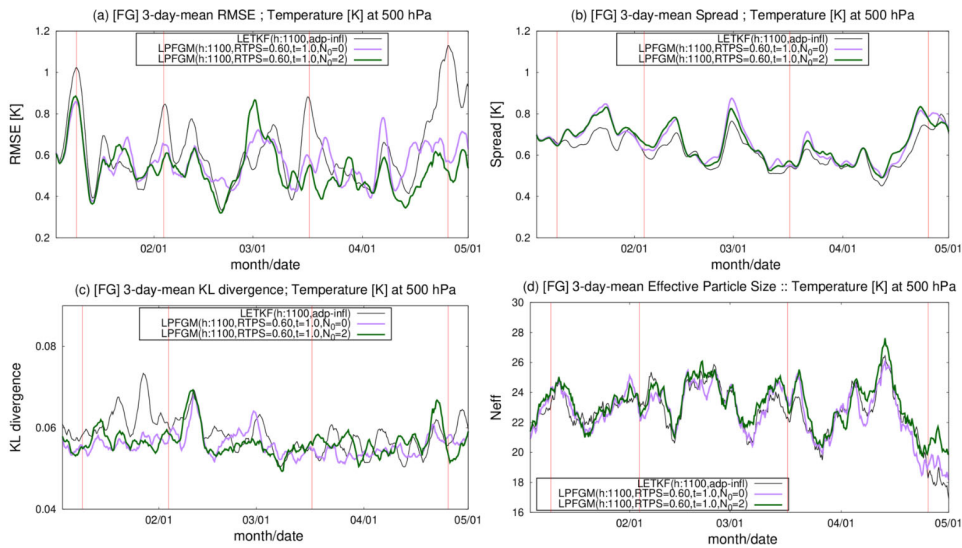 (a) [FG] 3-day-mean RMSE ; Temperature [K] at 500 hPa
LETKF(h:1100,adp-infl)
LPFGM(h:1100,RTPS=0.60,t=1.0,N₀=0)
LPFGM(h:1100,RTPS=0.60,t=1.0,N₀=2)
RMSE [K]
1.2
1
0.8
0.6
0.4
0.2
02/01 03/01 04/01 05/01
month/date
(b) [FG] 3-day-mean Spread ; Temperature [K] at 500 hPa
LETKF(h:1100,adp-infl)
LPFGM(h:1100,RTPS=0.60,t=1.0,N₀=0)
LPFGM(h:1100,RTPS=0.60,t=1.0,N₀=2)
Spread [K]
1.2
1
0.8
0.6
0.4
0.2
02/01 03/01 04/01 05/01
month/date
(c) [FG] 3-day-mean KL divergence; Temperature [K] at 500 hPa
LETKF(h:1100,adp-infl)
LPFGM(h:1100,RTPS=0.60,t=1.0,N₀=0)
LPFGM(h:1100,RTPS=0.60,t=1.0,N₀=2)
KL divergence
0.08
0.06
0.04
02/01 03/01 04/01 05/01
month/date
(d) [FG] 3-day-mean Effective Particle Size :: Temperature [K] at 500 hPa
Neff
30
28
26
24
22
20
18
16
LETKF(h:1100,adp-infl)
LPFGM(h:1100,RTPS=0.60,t=1.0,N₀=0)
LPFGM(h:1100,RTPS=0.60,t=1.0,N₀=2)
02/01 03/01 04/01 05/01
month/date